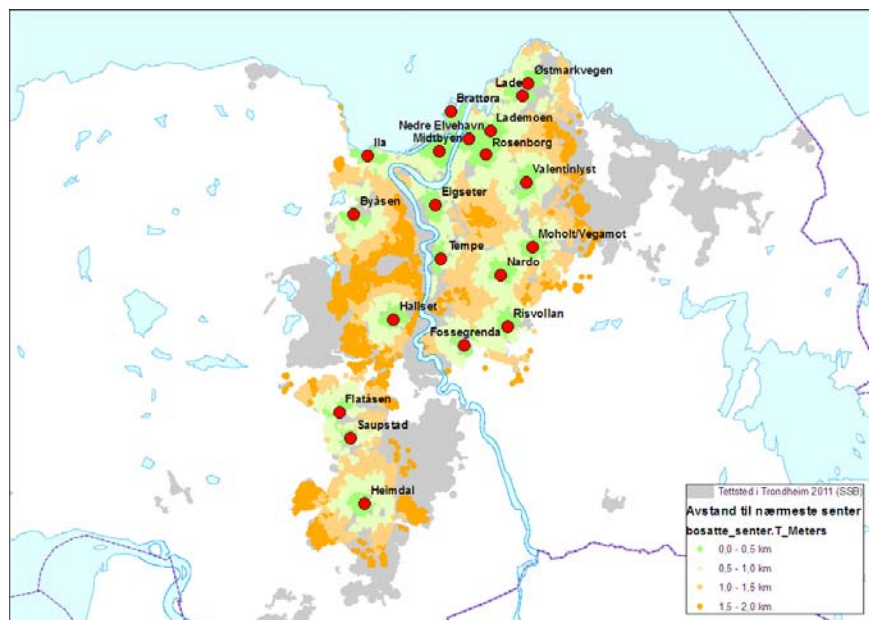 Østmarkvegen
Lade
Brattøra
Nedre Elvehavn
Lademoen
Midtbyen
Rosenborg
Ila
Valentinlyst
Byåsen
Elgseter
Moholt/Vegamot
Tempe
Nardo
Hallset
Risvollan
Fossegrenda
Flatåsen
Saupstad
Heimdal
Tettsted i Trondheim 2011 (SSB)
Avstand til nærmeste senter
bosatte_senter.T_Meters
0,0 - 0,5 km
0,5 - 1,0 km
1,0 - 1,5 km
1,5 - 2,0 km